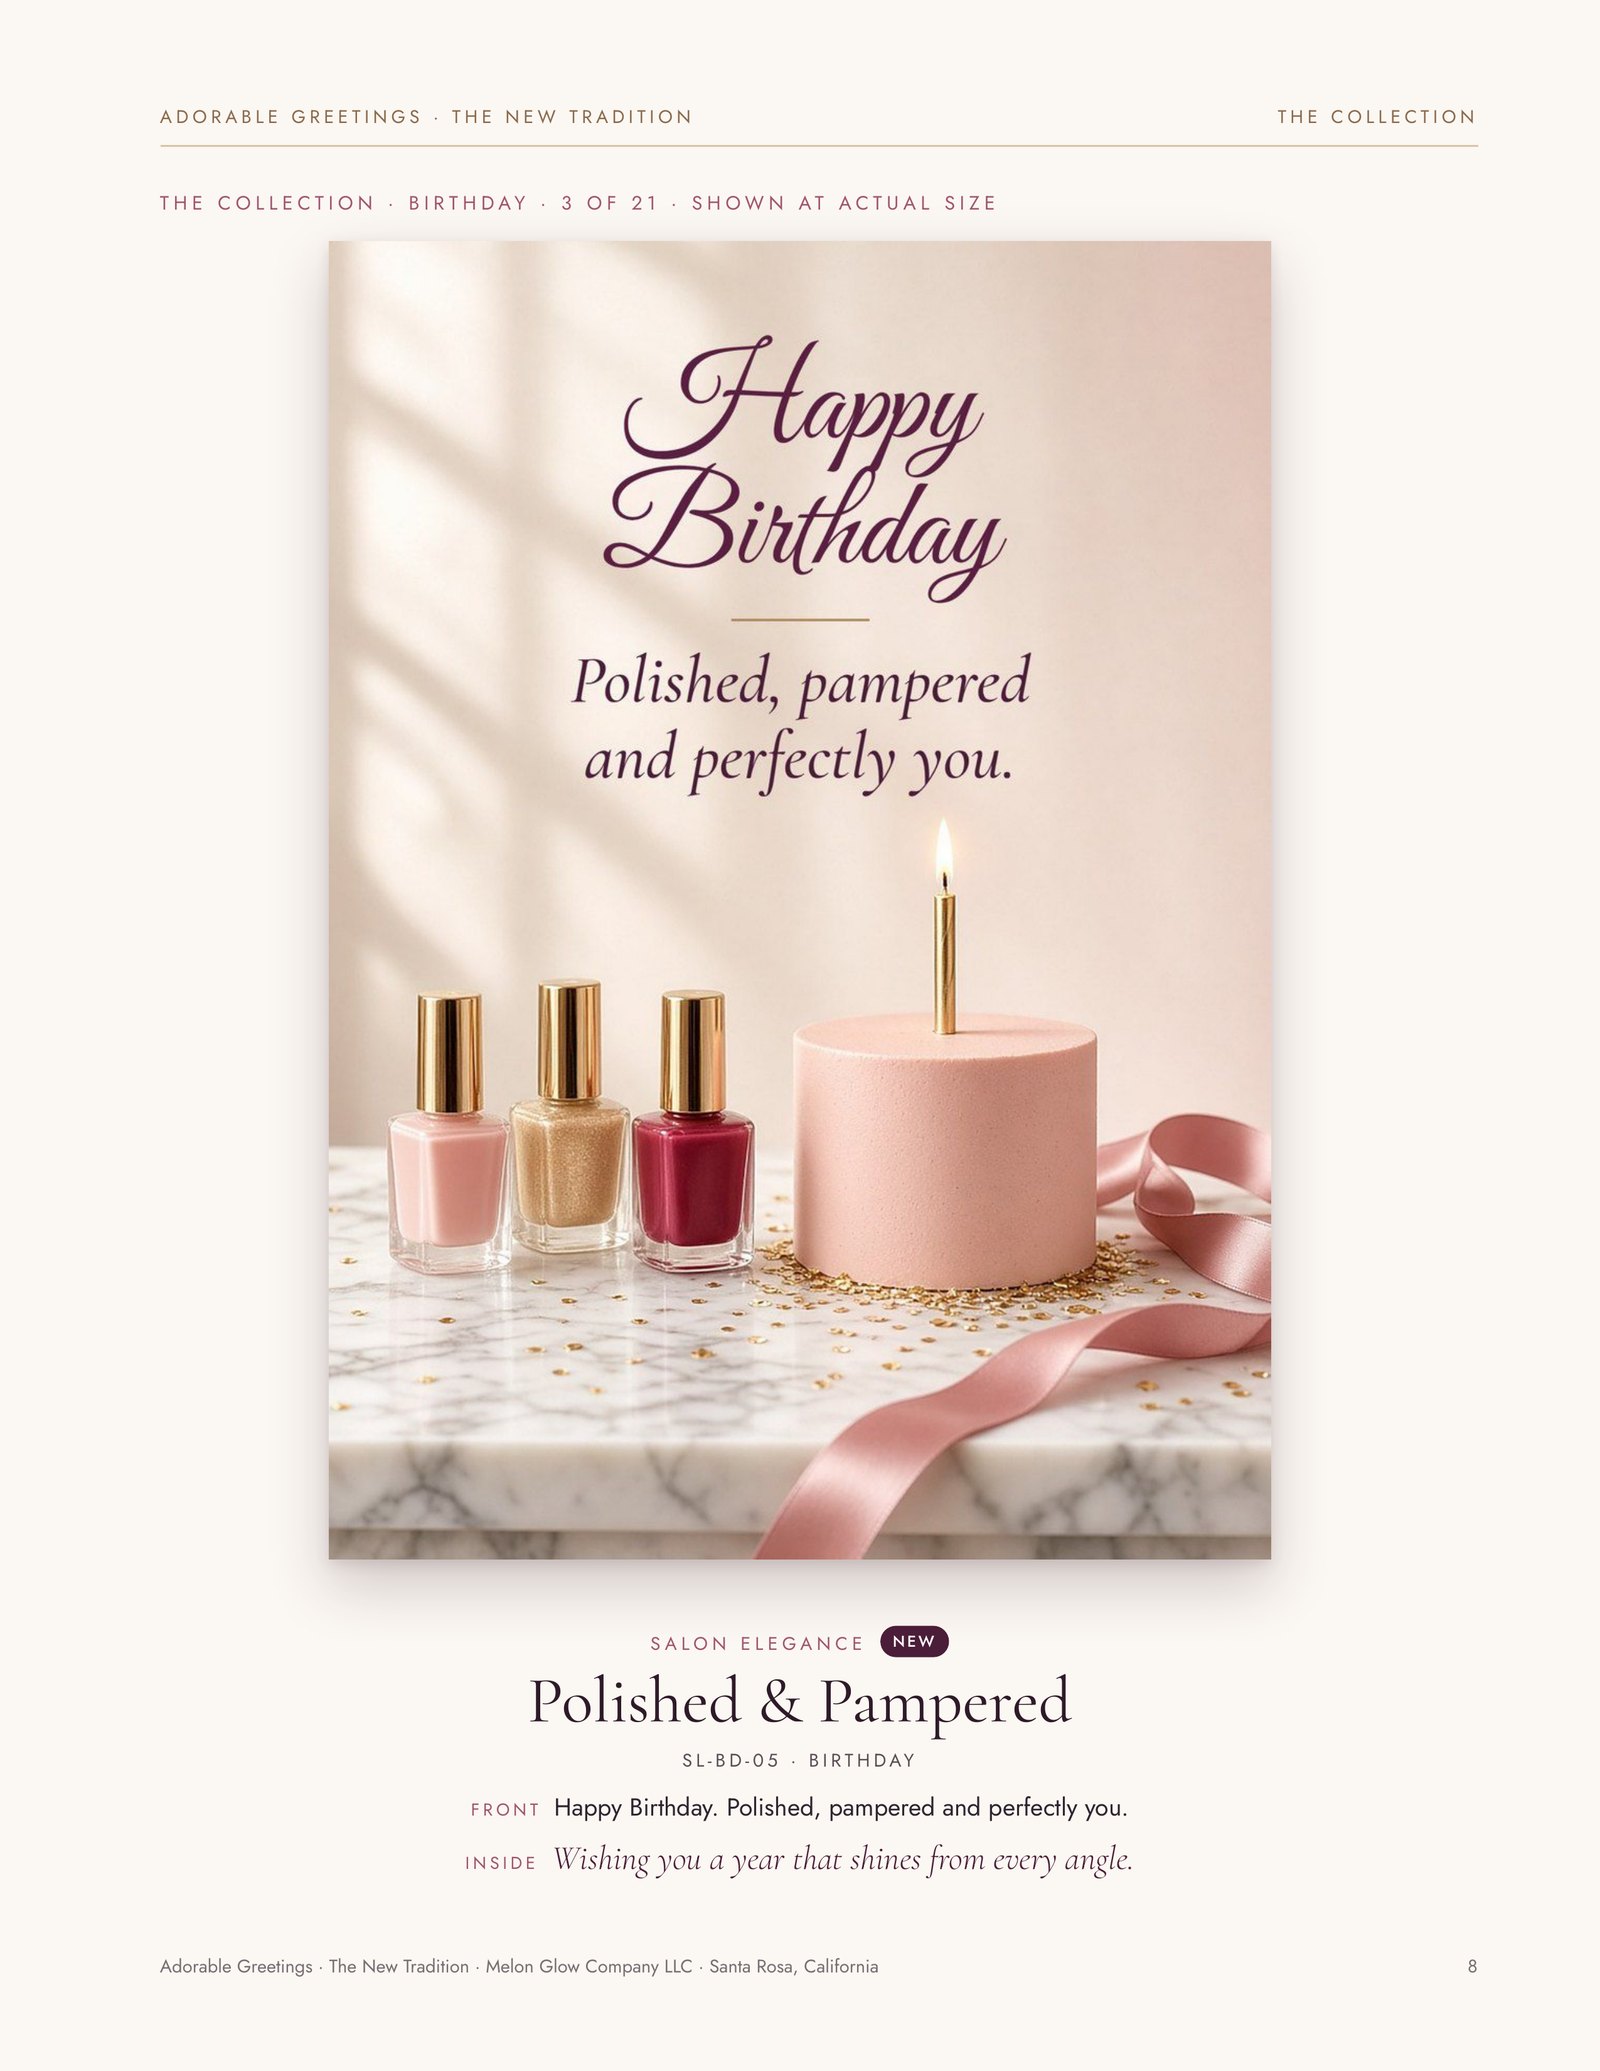 ADORABLE GREETINGS · THE NEW TRADITION
THE COLLECTION
THE COLLECTION · BIRTHDAY · 3 OF 21 · SHOWN AT ACTUAL SIZE
Happy
Birthday
Polished, pampered
and perfectly you.
SALON ELEGANCE NEW
Polished & Pampered
SL-BD-05 · BIRTHDAY
FRONT Happy Birthday. Polished, pampered and perfectly you.
INSIDE Wishing you a year that shines from every angle.
Adorable Greetings · The New Tradition · Melon Glow Company LLC · Santa Rosa, California
8